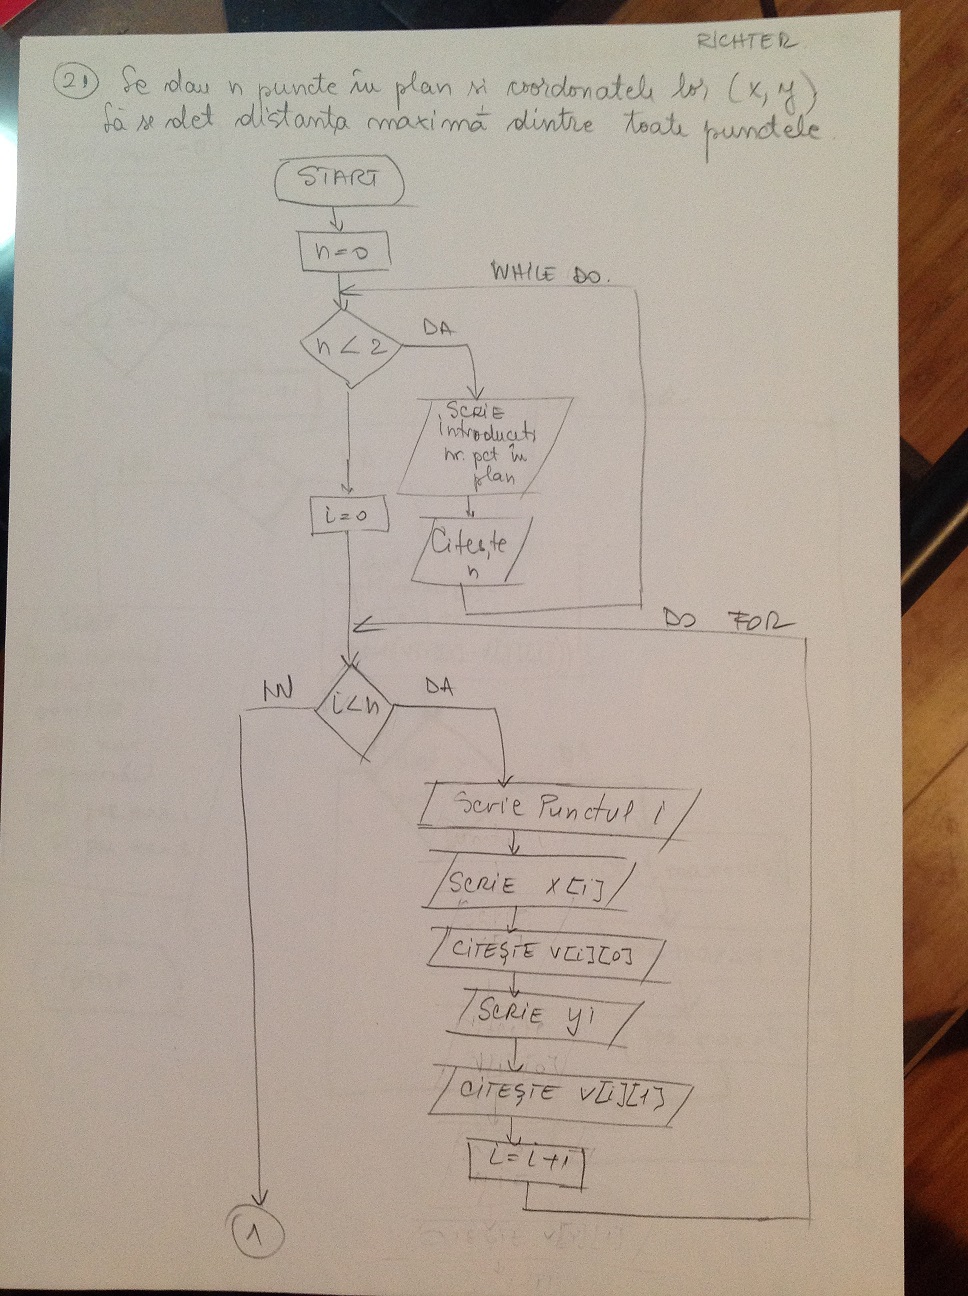 RICHTER
21 Se dau n puncte în plan si coordonatele lor (x, y)
Să se det distanța maximă dintre toate punctele.
START
n=0
WHILE DO.
n < 2
DA
SCRIE
introduceti
nr. pct în
plan
i=0
Citește
n
DO FOR
NU
i<n
DA
Scrie Punctul i
SCRIE x[i]
CITEȘTE V[i][0]
SCRIE yi
CITEȘTE V[i][1]
i=i+1
1